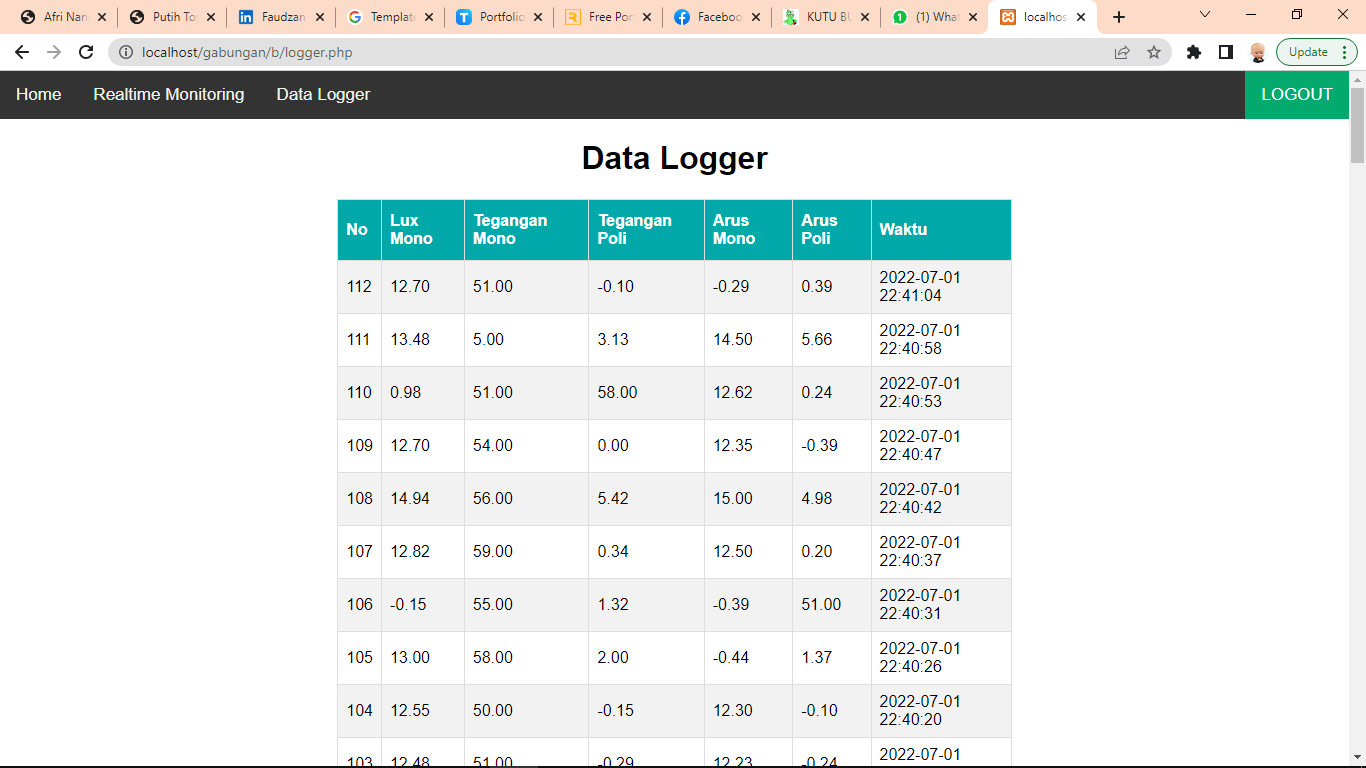 Afri Nan
Putih To
Faudzan
Template
Portfolio
Free Por
Faceboo
KUTU BU
(1) What
localhos
localhost/gabungan/b/logger.php
Update
Home Realtime Monitoring Data Logger LOGOUT
Data Logger
No Lux Mono Tegangan Mono Tegangan Poli Arus Mono Arus Poli Waktu
112 12.70 51.00 -0.10 -0.29 0.39 2022-07-01 22:41:04
111 13.48 5.00 3.13 14.50 5.66 2022-07-01 22:40:58
110 0.98 51.00 58.00 12.62 0.24 2022-07-01 22:40:53
109 12.70 54.00 0.00 12.35 -0.39 2022-07-01 22:40:47
108 14.94 56.00 5.42 15.00 4.98 2022-07-01 22:40:42
107 12.82 59.00 0.34 12.50 0.20 2022-07-01 22:40:37
106 -0.15 55.00 1.32 -0.39 51.00 2022-07-01 22:40:31
105 13.00 58.00 2.00 -0.44 1.37 2022-07-01 22:40:26
104 12.55 50.00 -0.15 12.30 -0.10 2022-07-01 22:40:20
103 12.48 51.00 -0.29 12.23 -0.24 2022-07-01